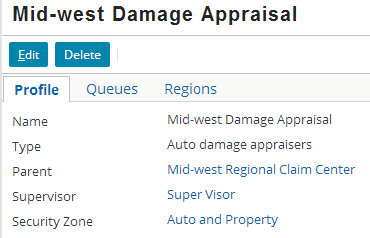 Mid-west Damage Appraisal
Edit Delete
Profile Queues Regions
Name Mid-west Damage Appraisal
Type Auto damage appraisers
Parent Mid-west Regional Claim Center
Supervisor Super Visor
Security Zone Auto and Property